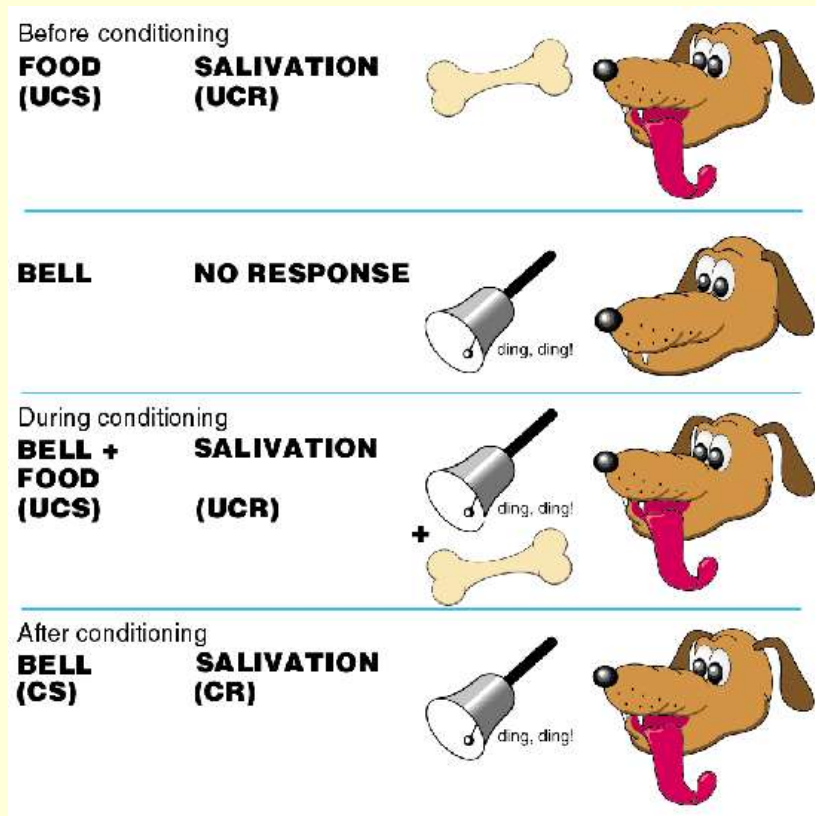 Before conditioning
FOOD SALIVATION
(UCS) (UCR)
BELL NO RESPONSE
ding, ding!
During conditioning
BELL + SALIVATION
FOOD
(UCS) (UCR)
ding, ding!
+
After conditioning
BELL SALIVATION
(CS) (CR)
ding, ding!